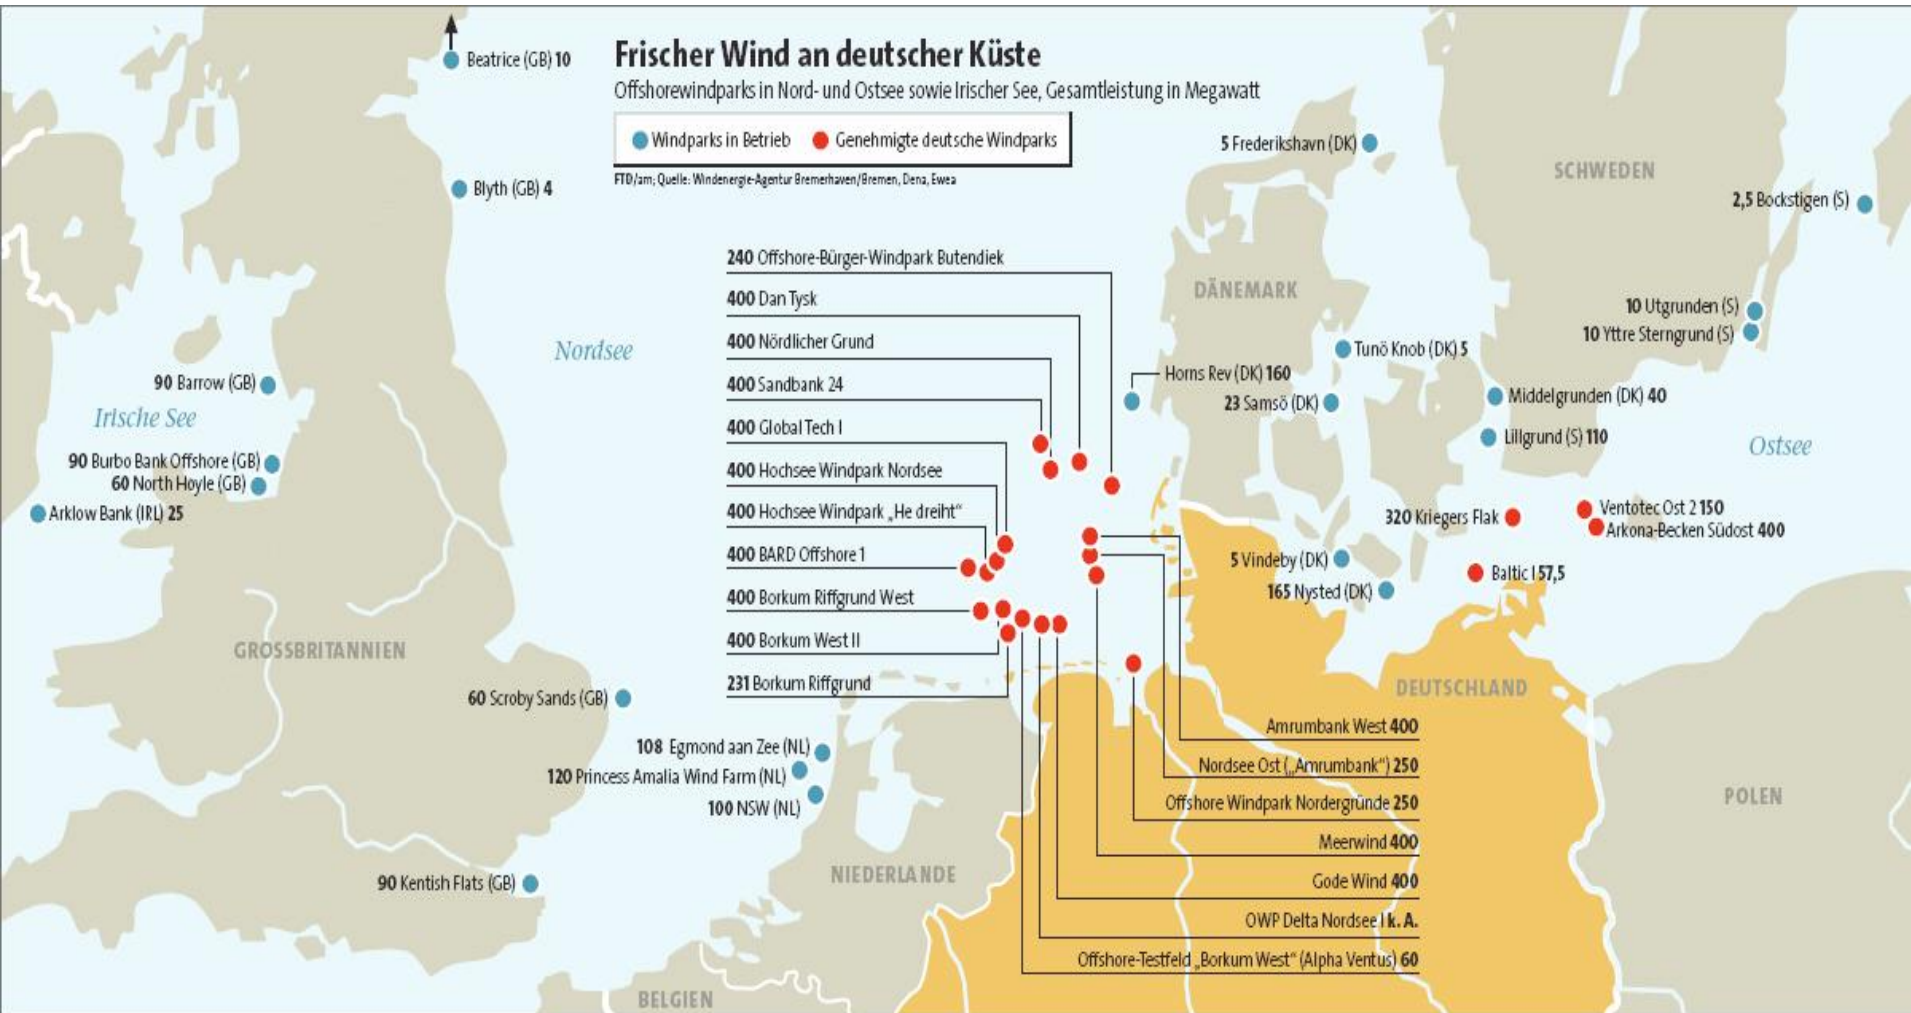 Frischer Wind an deutscher Küste
Offshorewindparks in Nord- und Ostsee sowie Irischer See, Gesamtleistung in Megawatt
Windparks in Betrieb
Genehmigte deutsche Windparks
FTD/am; Quelle: Windenergie-Agentur Bremerhaven/Bremen, Dena, Ewea
Beatrice (GB) 10
Blyth (GB) 4
Nordsee
90 Barrow (GB)
Irische See
90 Burbo Bank Offshore (GB)
60 North Hoyle (GB)
Arklow Bank (IRL) 25
GROSSBRITANNIEN
60 Scroby Sands (GB)
108 Egmond aan Zee (NL)
120 Princess Amalia Wind Farm (NL)
100 NSW (NL)
90 Kentish Flats (GB)
NIEDERLANDE
BELGIEN
240 Offshore-Bürger-Windpark Butendiek
400 Dan Tysk
400 Nördlicher Grund
400 Sandbank 24
400 Global Tech I
400 Hochsee Windpark Nordsee
400 Hochsee Windpark „He dreiht“
400 BARD Offshore 1
400 Borkum Riffgrund West
400 Borkum West II
231 Borkum Riffgrund
5 Frederikshavn (DK)
SCHWEDEN
2,5 Bockstigen (S)
DÄNEMARK
10 Utgrunden (S)
10 Yttre Sterngrund (S)
Tunö Knob (DK) 5
Horns Rev (DK) 160
23 Samsö (DK)
Middelgrunden (DK) 40
Lillgrund (S) 110
Ostsee
Ventotec Ost 2 150
320 Kriegers Flak
Arkona-Becken Südost 400
5 Vindeby (DK)
Baltic I 57,5
165 Nysted (DK)
DEUTSCHLAND
POLEN
Amrumbank West 400
Nordsee Ost („Amrumbank“) 250
Offshore Windpark Nordergründe 250
Meerwind 400
Gode Wind 400
OWP Delta Nordsee I k. A.
Offshore-Testfeld „Borkum West“ (Alpha Ventus) 60